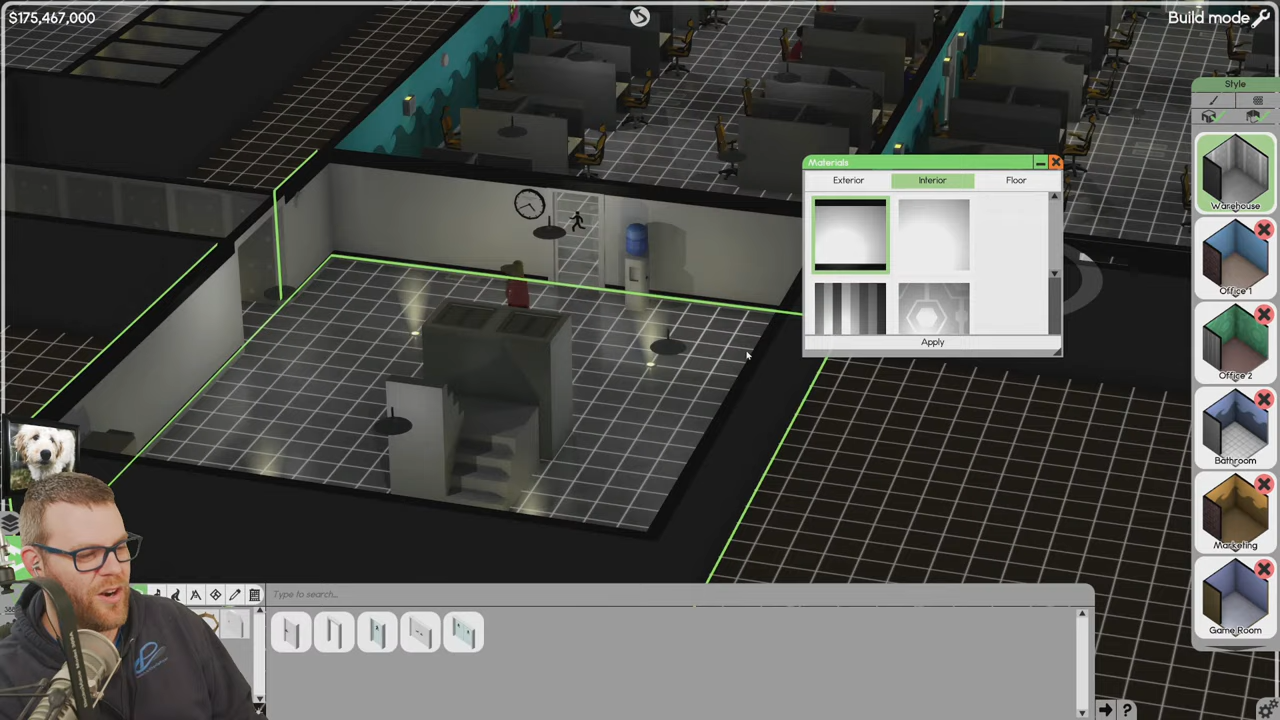 $175,467,000
Build mode
Style
Materials
Exterior
Interior
Floor
Warehouse
Office 1
Apply
Office 2
Bathroom
Marketing
Type to search...
Game Room
?